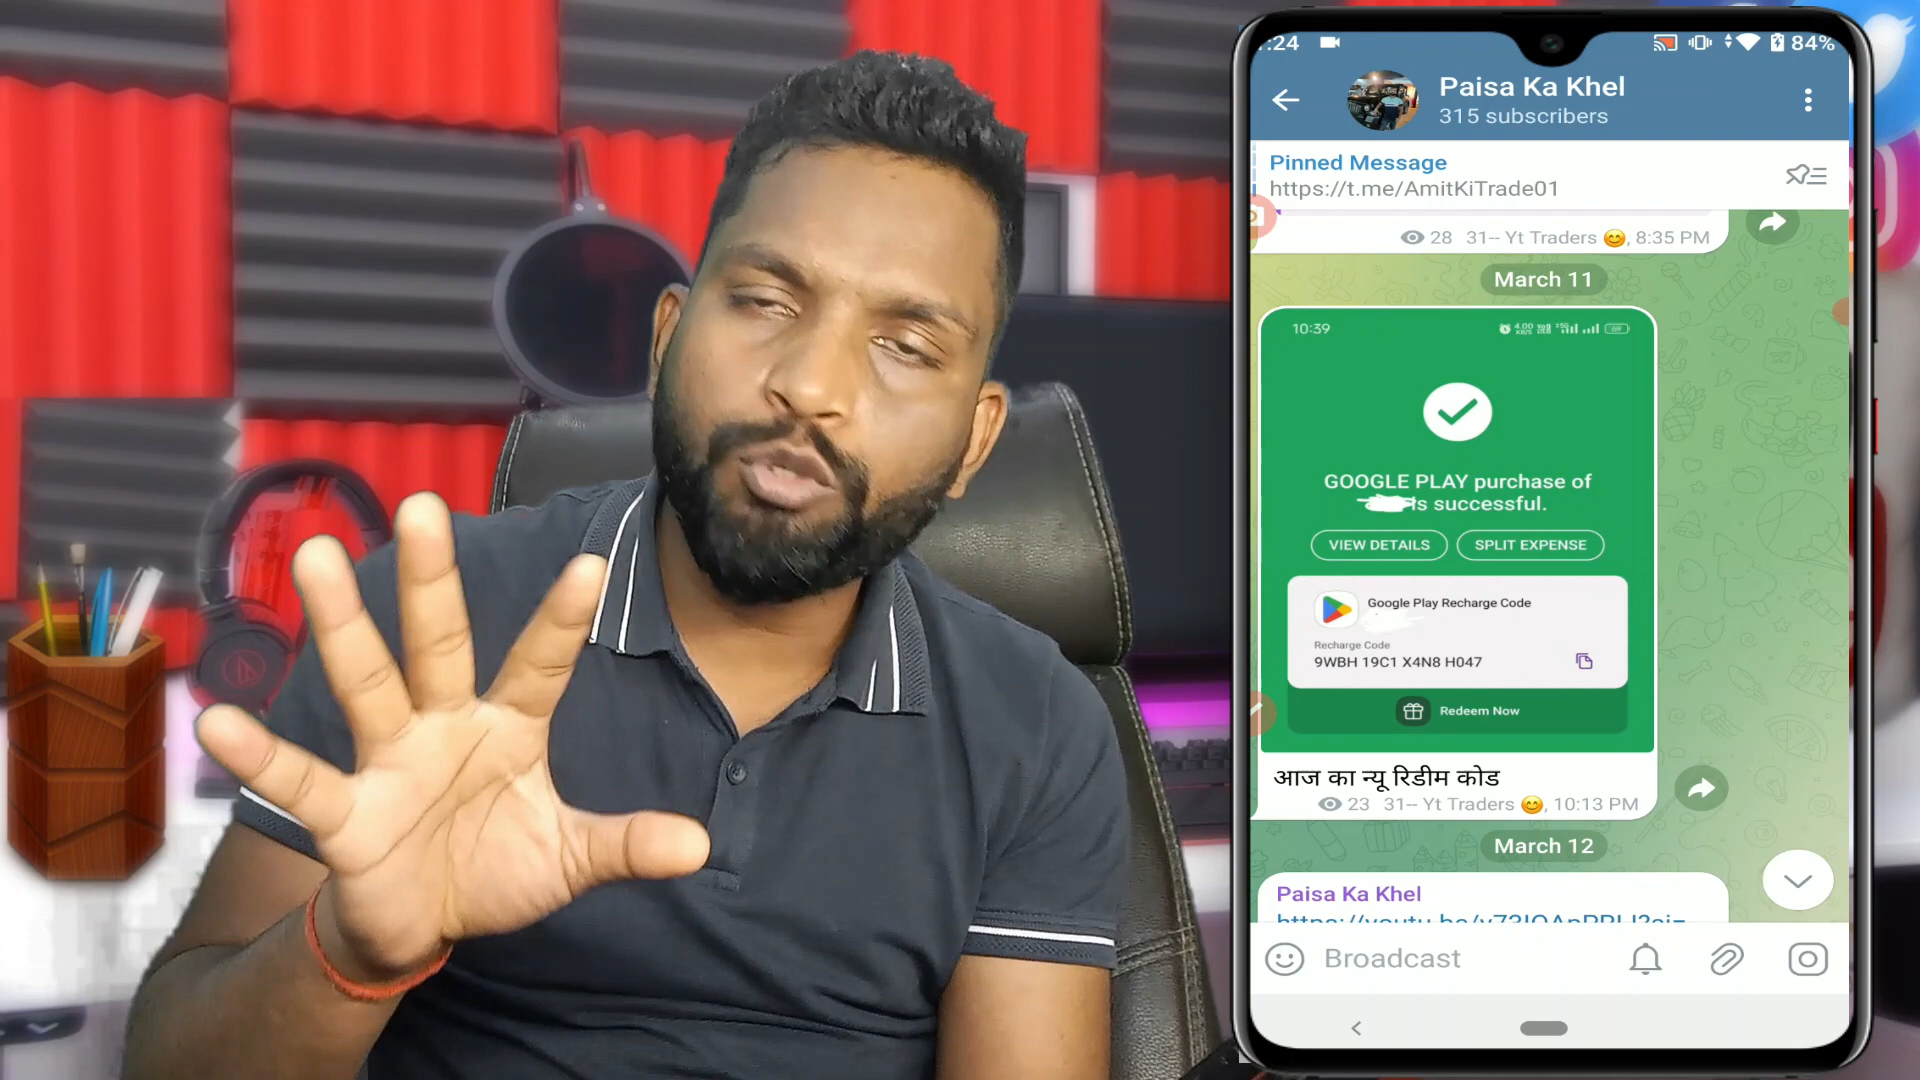 :24
84%
Paisa Ka Khel
315 subscribers
Pinned Message
https://t.me/AmitKiTrade01
28 31-- Yt Traders 😊, 8:35 PM
March 11
10:39
GOOGLE PLAY purchase of
is successful.
VIEW DETAILS
SPLIT EXPENSE
Google Play Recharge Code
Recharge Code
9WBH 19C1 X4N8 H047
Redeem Now
आज का न्यू रिडीम कोड
23 31-- Yt Traders 😊, 10:13 PM
March 12
Paisa Ka Khel
Broadcast